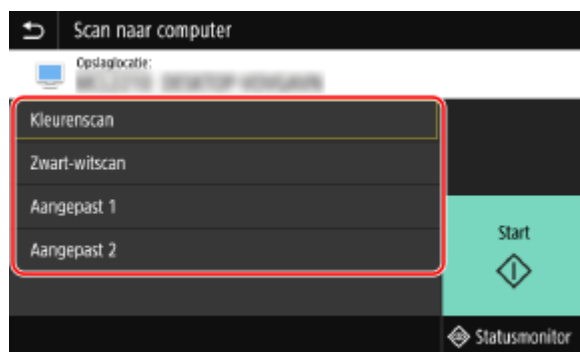 Scan naar computer
Opslaglocatie:
Kleurenscan
Zwart-witscan
Aangepast 1
Aangepast 2
Start
Statusmonitor